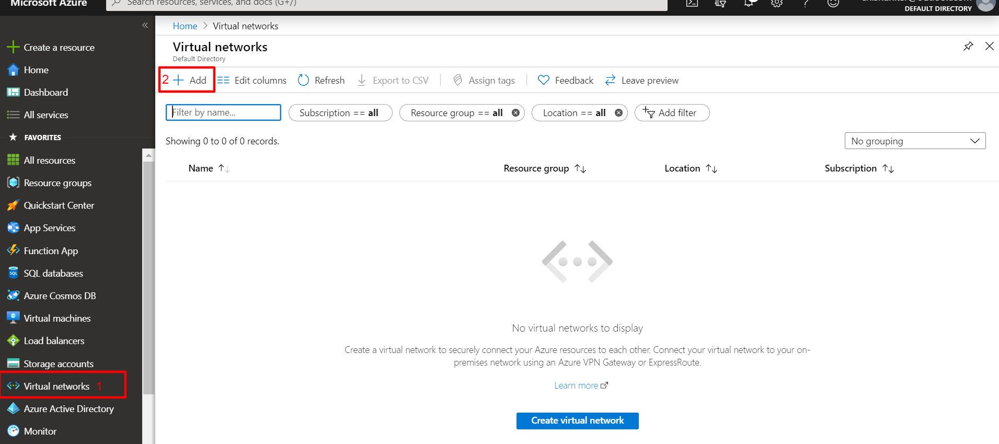 Microsoft Azure
Search resources, services, and docs (G+/)
DEFAULT DIRECTORY
«
Create a resource
Home
Dashboard
All services
FAVORITES
All resources
Resource groups
Quickstart Center
App Services
Function App
SQL databases
Azure Cosmos DB
Virtual machines
Load balancers
Storage accounts
Virtual networks 1
Azure Active Directory
Monitor
Home > Virtual networks
Virtual networks
Default Directory
2 + Add Edit columns Refresh Export to CSV Assign tags Feedback Leave preview
Filter by name... Subscription == all Resource group == all Location == all Add filter
Showing 0 to 0 of 0 records. No grouping
Name Resource group Location Subscription
No virtual networks to display
Create a virtual network to securely connect your Azure resources to each other. Connect your virtual network to your on-
premises network using an Azure VPN Gateway or ExpressRoute.
Learn more
Create virtual network